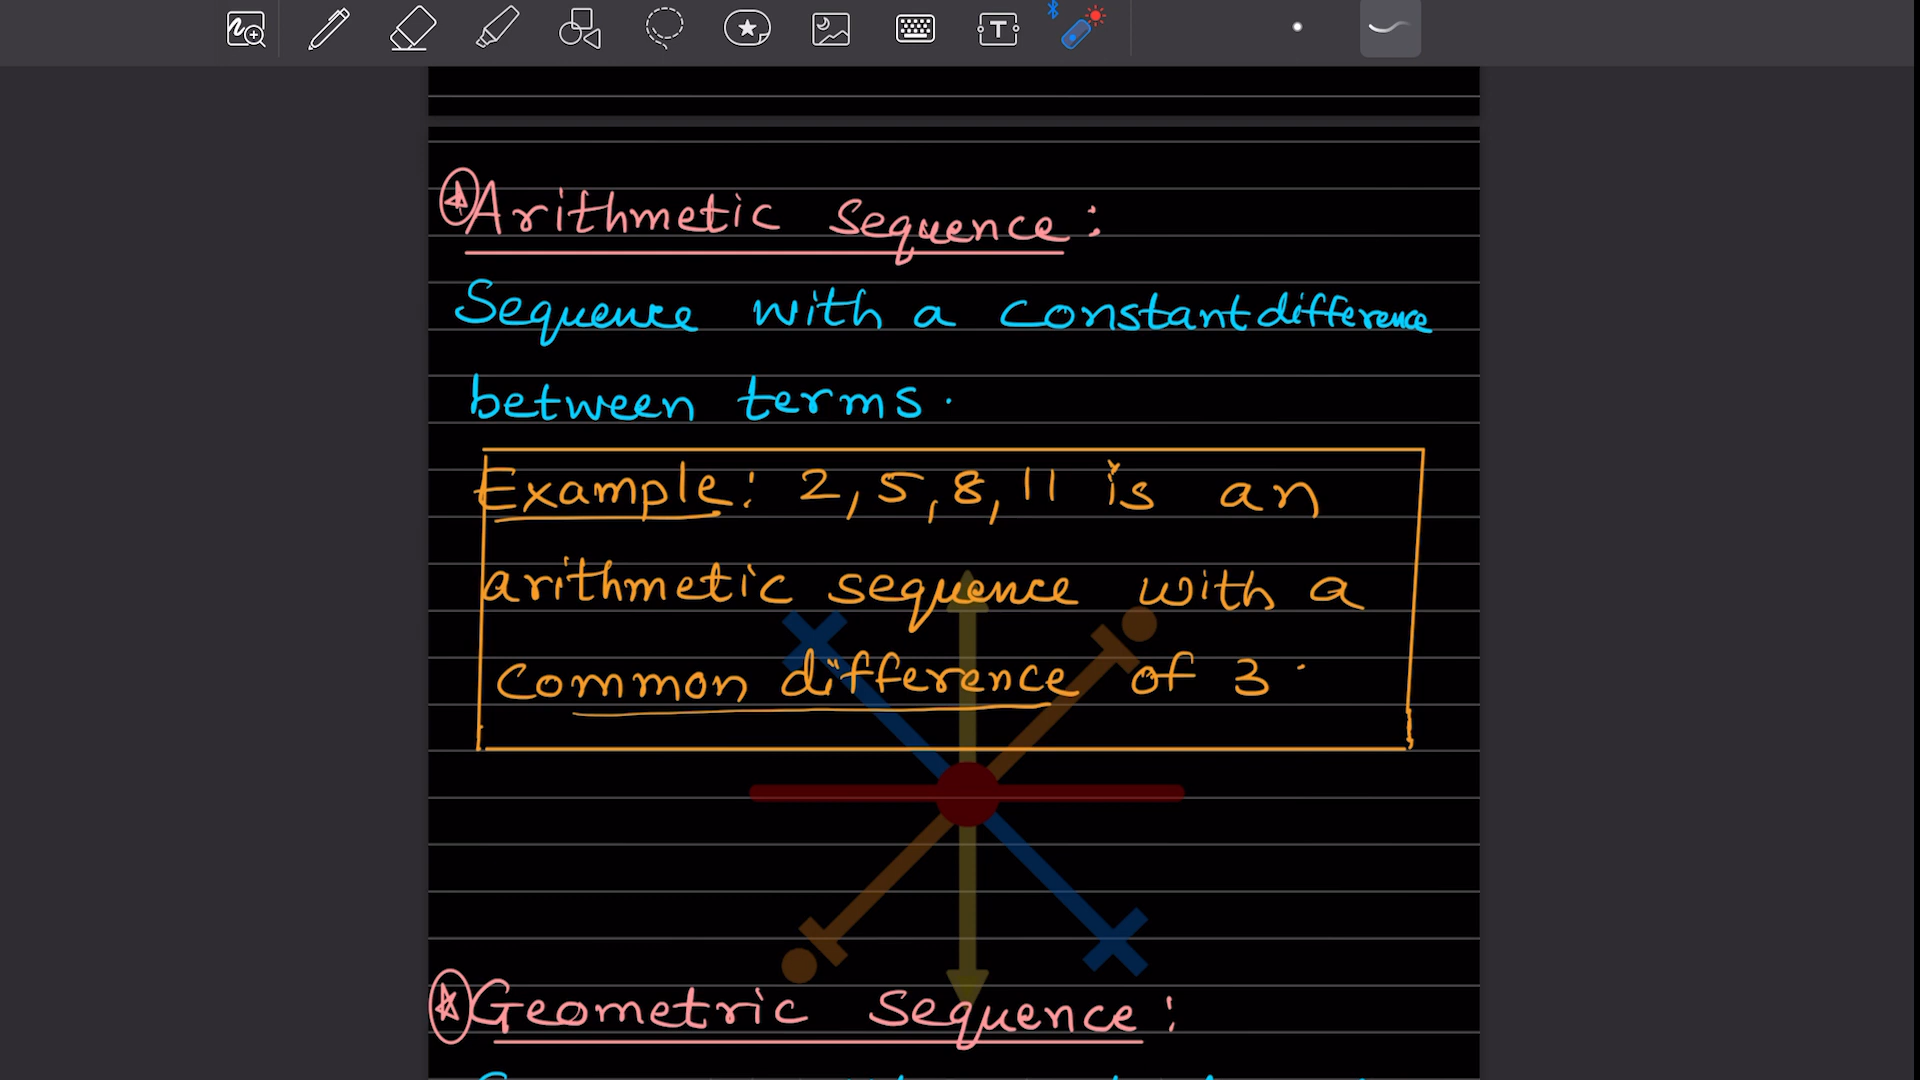 Arithmetic Sequence:
Sequence with a constant difference
between terms.
Example: 2, 5, 8, 11 is an
arithmetic sequence with a
common difference of 3.
Geometric Sequence: